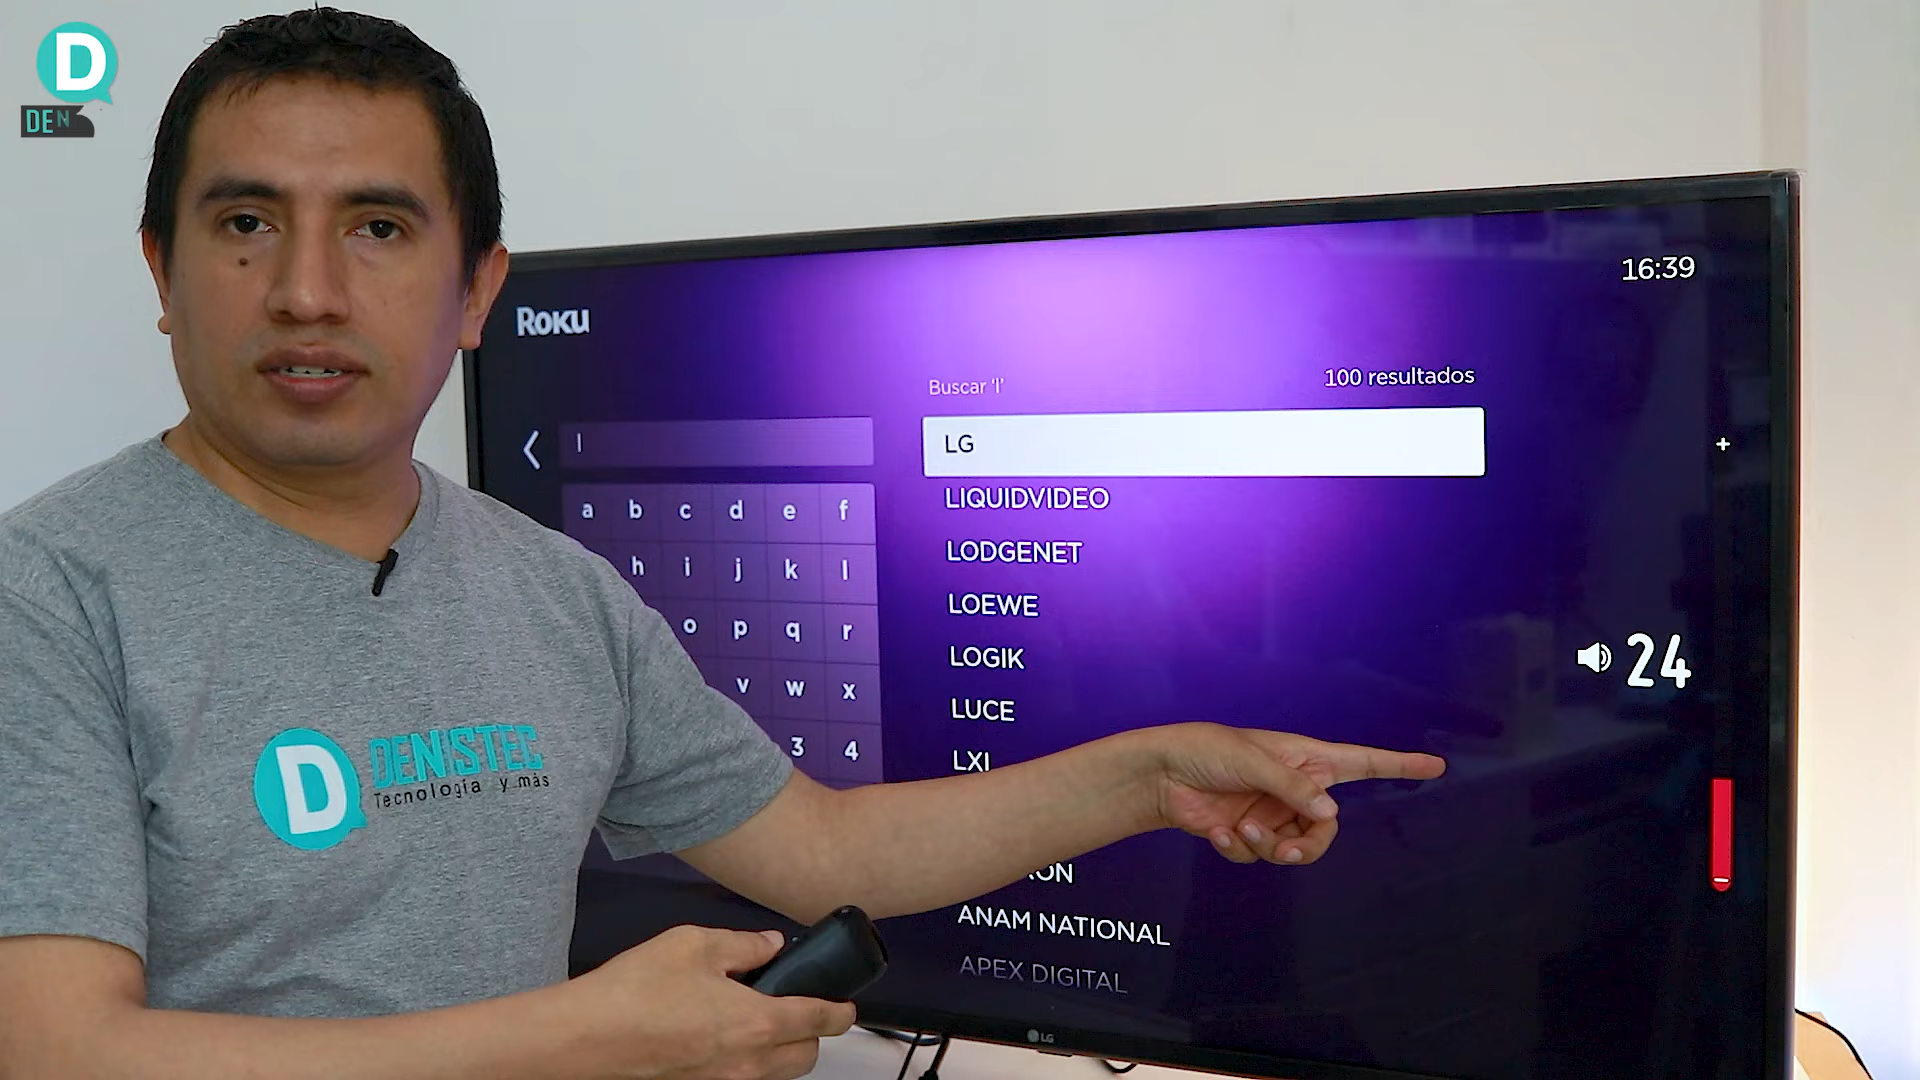 D
DEN
ROKU
16:39
Buscar 'l'
100 resultados
l
LG
+
a b c d e f
h i j k l
o p q r
v w x
3 4
LIQUIDVIDEO
LODGENET
LOEWE
LOGIK
LUCE
LXI
RON
ANAM NATIONAL
APEX DIGITAL
24
D
DENISTEC
Tecnología y más
LG